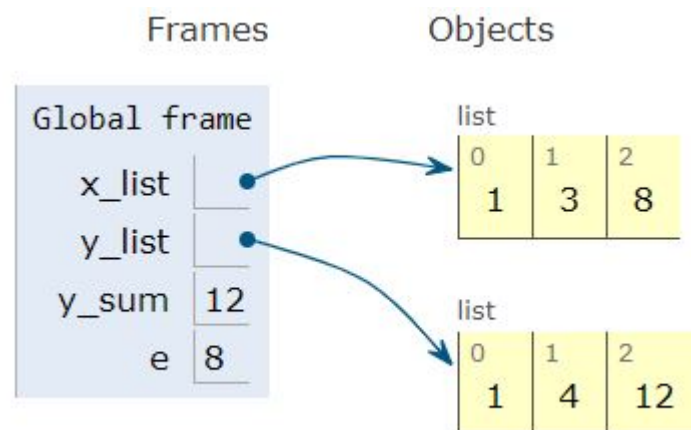 Frames Objects
Global frame
x_list
y_list
y_sum 12
e 8
list
0 1 2
1 3 8
list
0 1 2
1 4 12